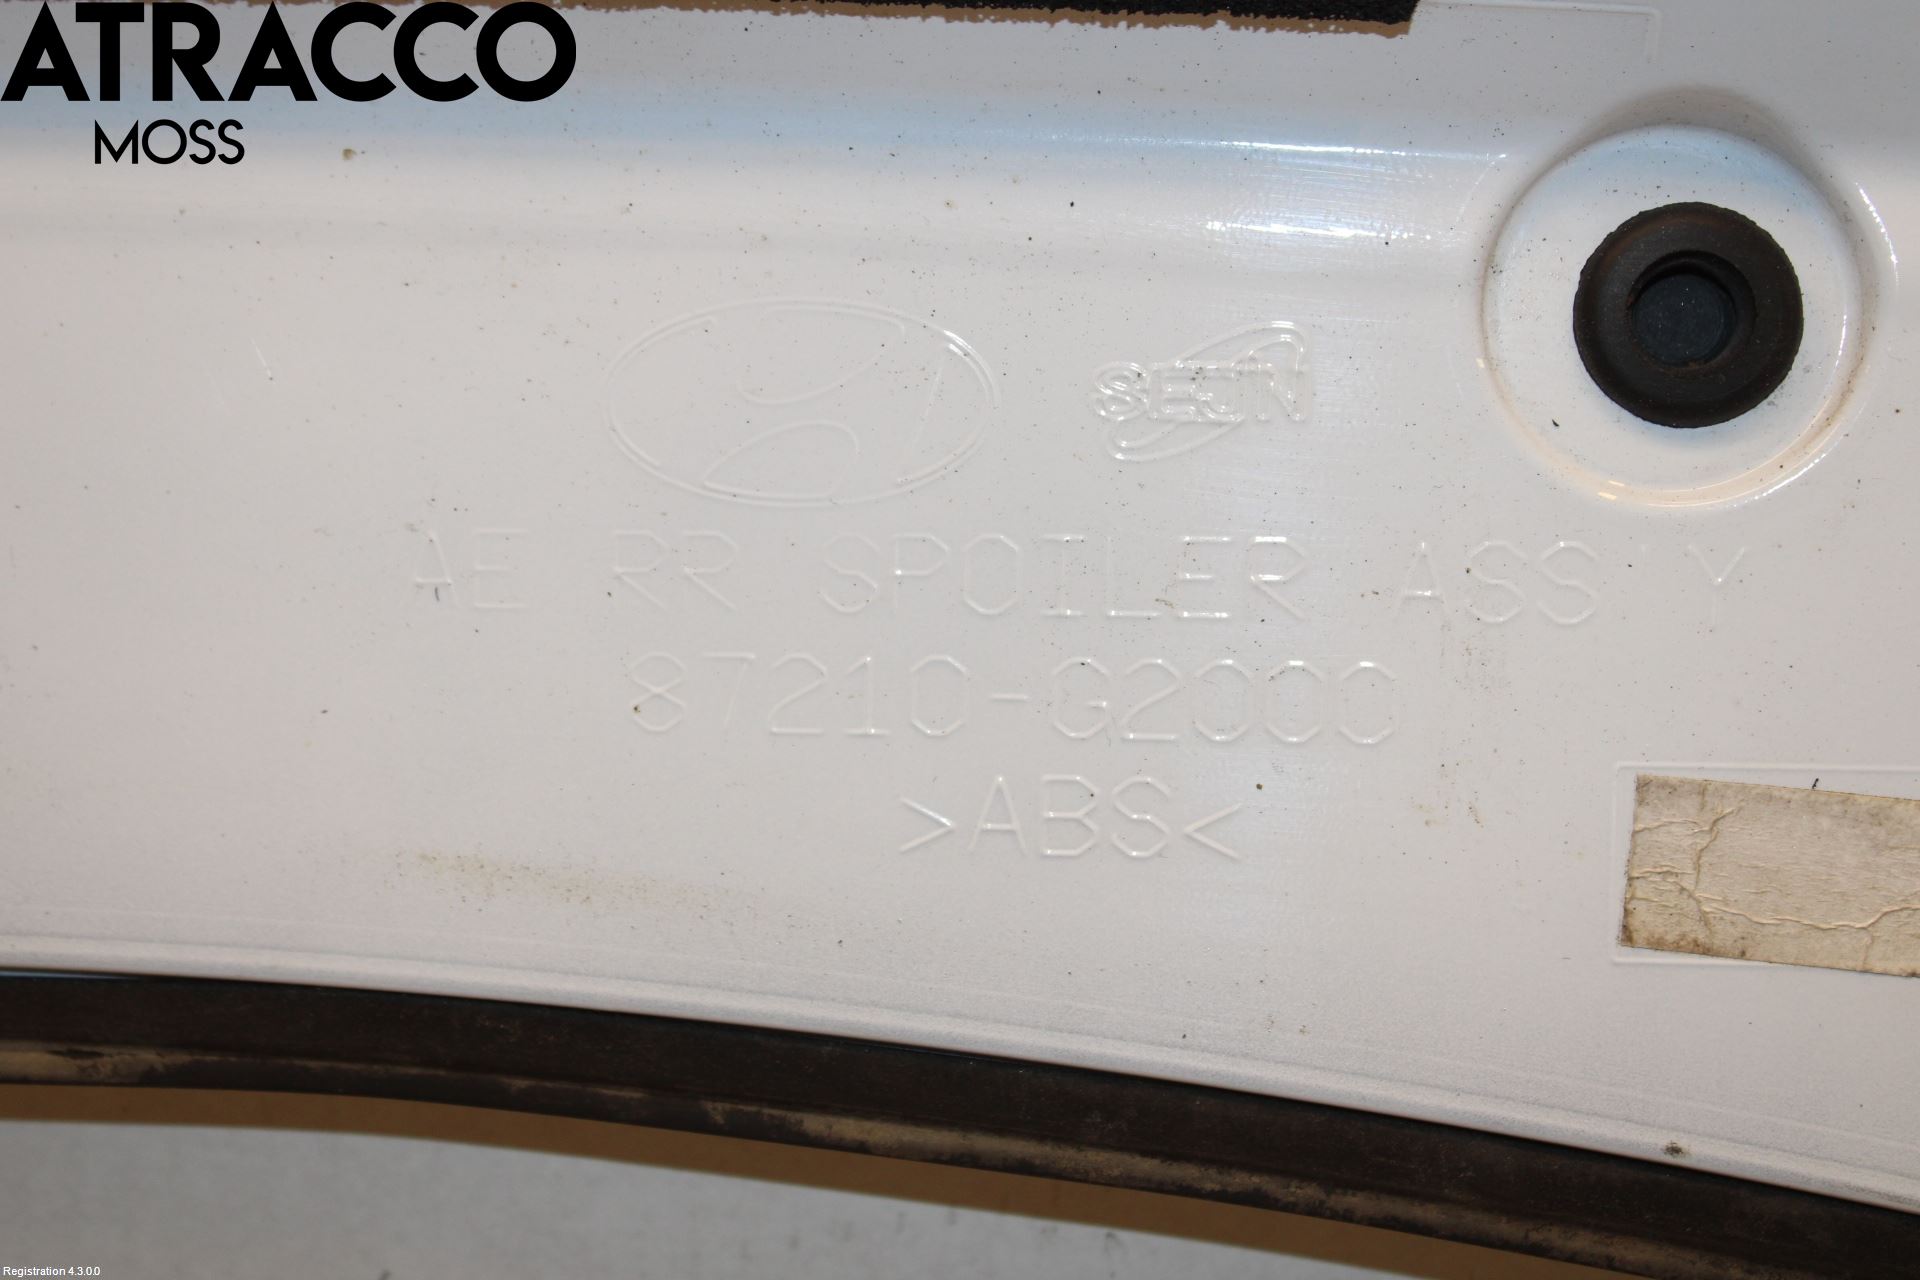 ATRACCO
MOSS
SEJIN
AE RR SPOILER ASS'Y
87210-G2000
>ABS<
Registration 4.3.0.0